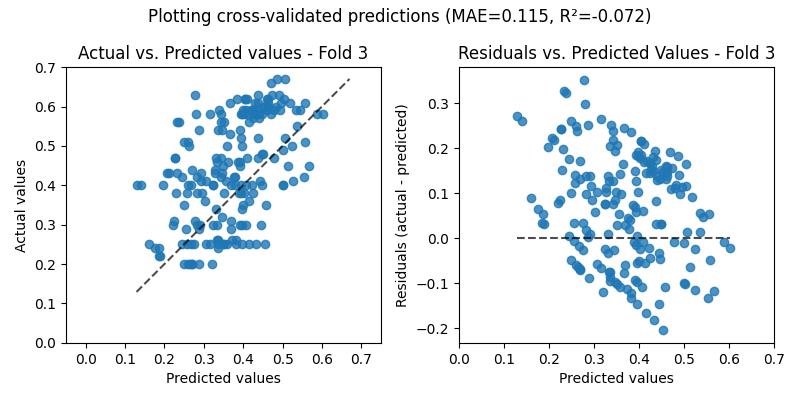 Plotting cross-validated predictions (MAE=0.115, R²=-0.072)
Actual vs. Predicted values - Fold 3
Actual values
0.7
0.6
0.5
0.4
0.3
0.2
0.1
0.0
0.0 0.1 0.2 0.3 0.4 0.5 0.6 0.7
Predicted values
Residuals vs. Predicted Values - Fold 3
Residuals (actual - predicted)
0.3
0.2
0.1
0.0
−0.1
−0.2
0.0 0.1 0.2 0.3 0.4 0.5 0.6 0.7
Predicted values